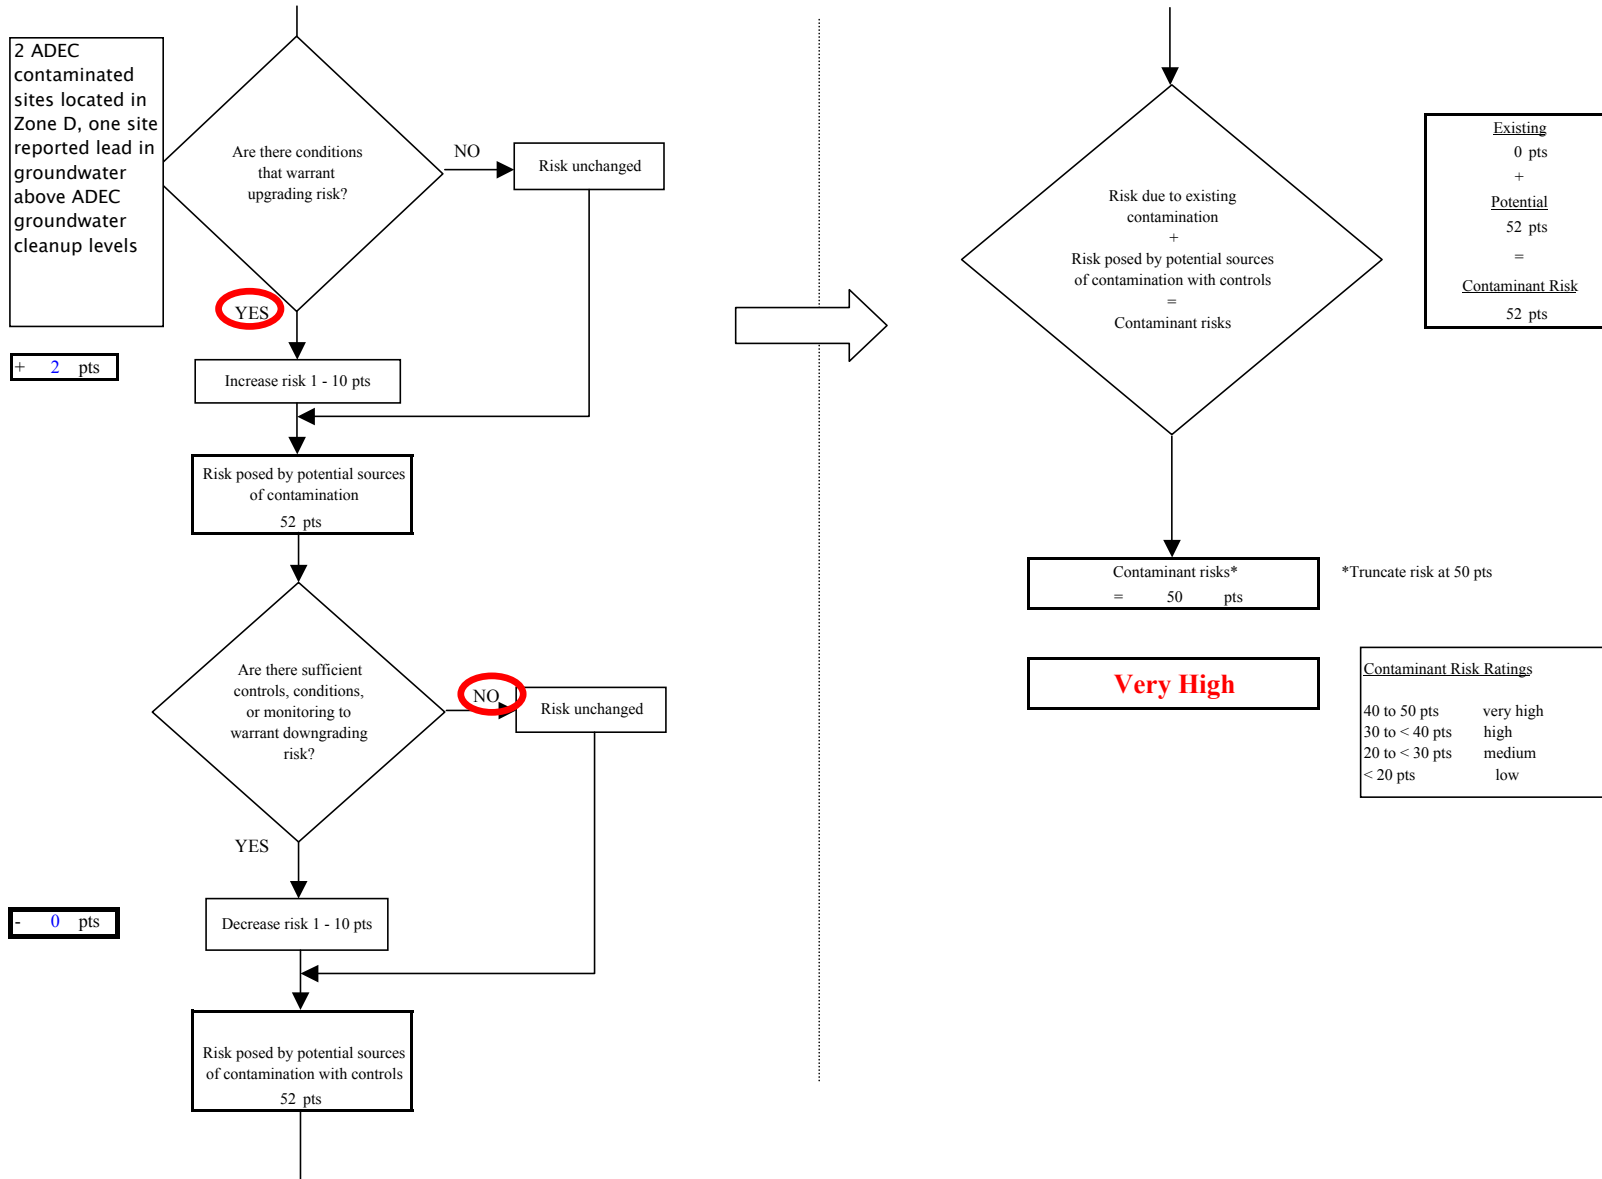 2 ADEC
contaminated
sites located in
Zone D, one site
reported lead in
groundwater
above ADEC
groundwater
cleanup levels
Are there conditions
that warrant
upgrading risk?
NO
Risk unchanged
YES
+ 2 pts
Increase risk 1 - 10 pts
Risk posed by potential sources
of contamination
52 pts
Are there sufficient
controls, conditions,
or monitoring to
warrant downgrading
risk?
NO
Risk unchanged
YES
- 0 pts
Decrease risk 1 - 10 pts
Risk posed by potential sources
of contamination with controls
52 pts
Risk due to existing
contamination
+
Risk posed by potential sources
of contamination with controls
=
Contaminant risks
Existing
0 pts
+
Potential
52 pts
=
Contaminant Risk
52 pts
Contaminant risks*
= 50 pts
*Truncate risk at 50 pts
Very High
Contaminant Risk Ratings
40 to 50 pts very high
30 to < 40 pts high
20 to < 30 pts medium
< 20 pts low